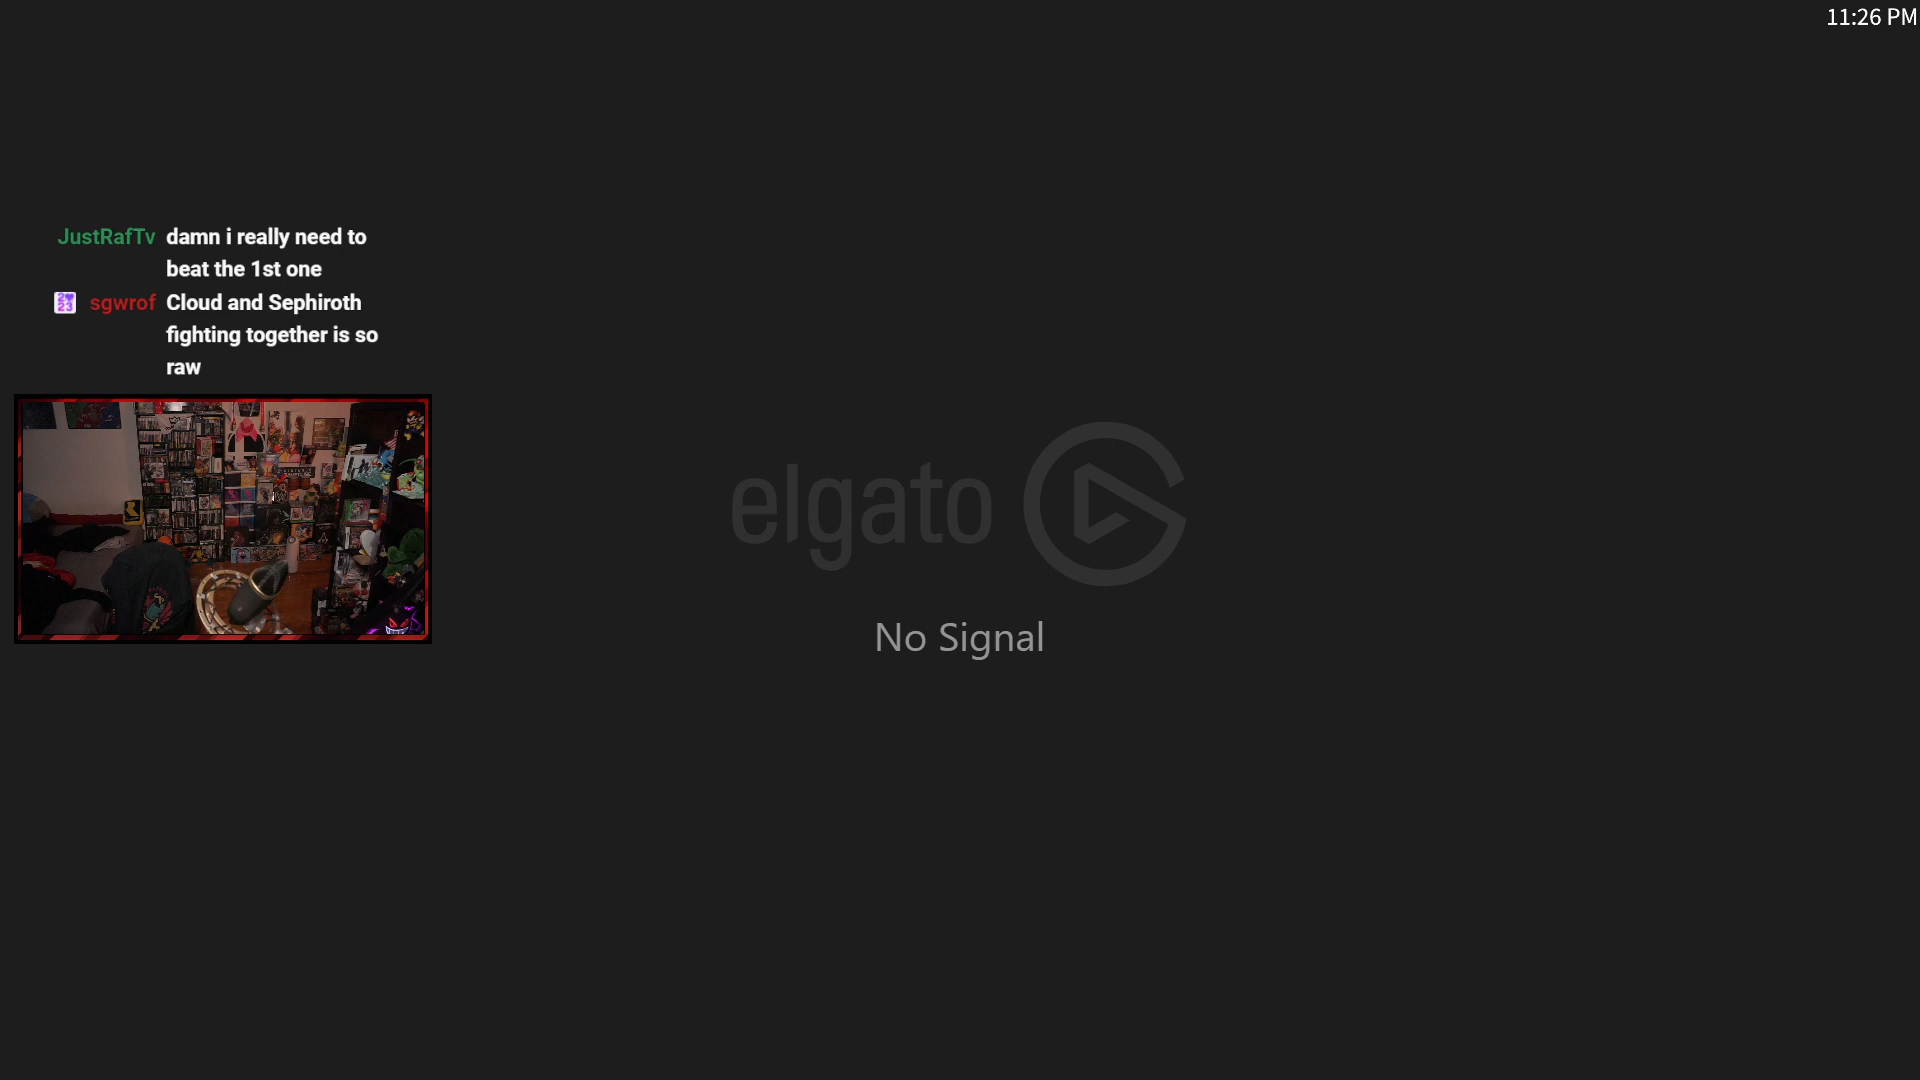 11:26 PM
JustRafTv damn i really need to
beat the 1st one
sgwrof Cloud and Sephiroth
fighting together is so
raw
elgato
No Signal